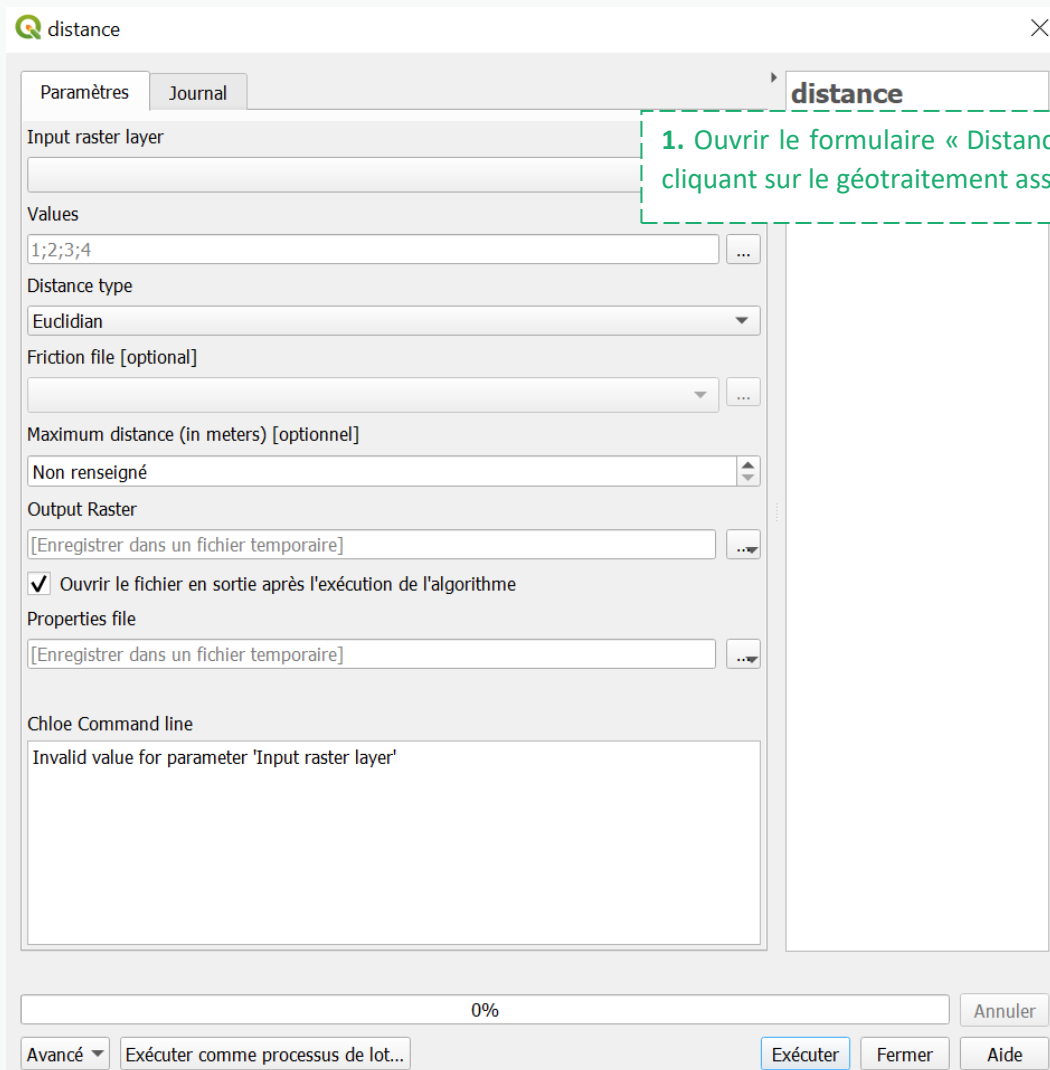 distance
Paramètres
Journal
distance
1. Ouvrir le formulaire « Distanc
cliquant sur le géotraitement ass
Input raster layer
Values
1;2;3;4
...
Distance type
Euclidian
Friction file [optional]
...
Maximum distance (in meters) [optionnel]
Non renseigné
Output Raster
[Enregistrer dans un fichier temporaire]
...
Ouvrir le fichier en sortie après l'exécution de l'algorithme
Properties file
[Enregistrer dans un fichier temporaire]
...
Chloe Command line
Invalid value for parameter 'Input raster layer'
0%
Annuler
Avancé
Exécuter comme processus de lot...
Exécuter
Fermer
Aide